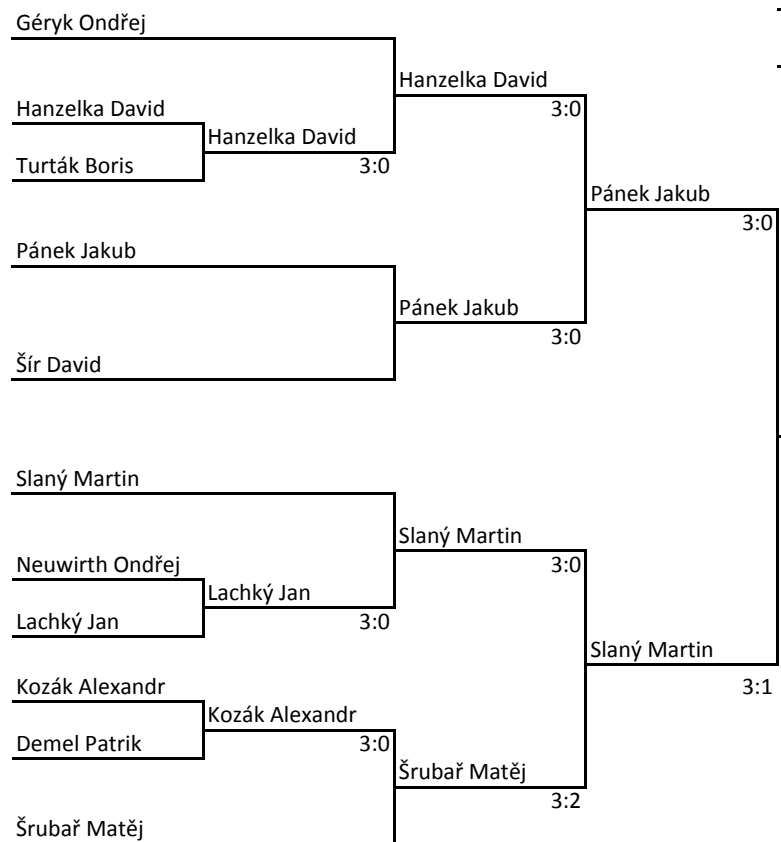 Géryk Ondřej
Hanzelka David
3:0
Hanzelka David
Hanzelka David
3:0
Turták Boris
Pánek Jakub
3:0
Pánek Jakub
Pánek Jakub
3:0
Šír David
Slaný Martin
Slaný Martin
3:0
Neuwirth Ondřej
Lachký Jan
3:0
Lachký Jan
Slaný Martin
3:1
Kozák Alexandr
Kozák Alexandr
3:0
Demel Patrik
Šrubař Matěj
3:2
Šrubař Matěj